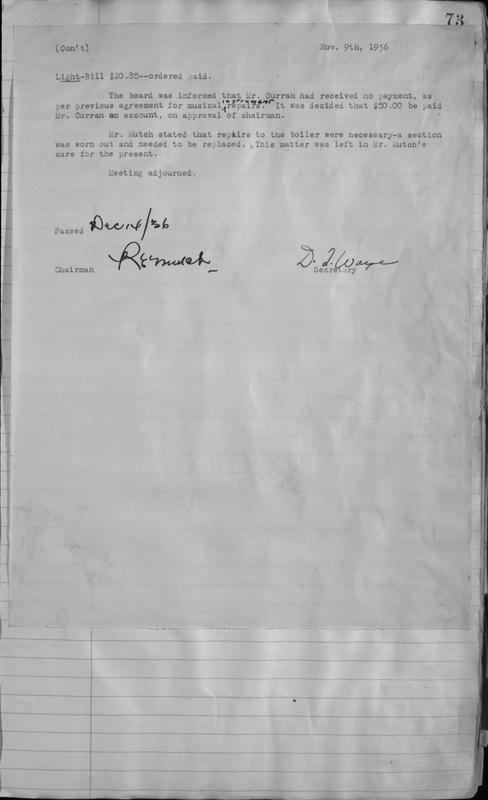 73
(Con't) Nov. 9th, 1936
Light-Bill $20.85--ordered paid.
The board was informed that Mr. Curran had received no payment, as
per previous agreement for musical instrument repairs. It was decided that $50.00 be paid
Mr. Curran on account, on approval of chairman.
Mr. Mutch stated that repairs to the boiler were necessary-a section
was worn out and needed to be replaced. This matter was left in Mr. Mutch's
care for the present.
Meeting adjourned.
Passed Dec 14/36
Chairman
Secretary